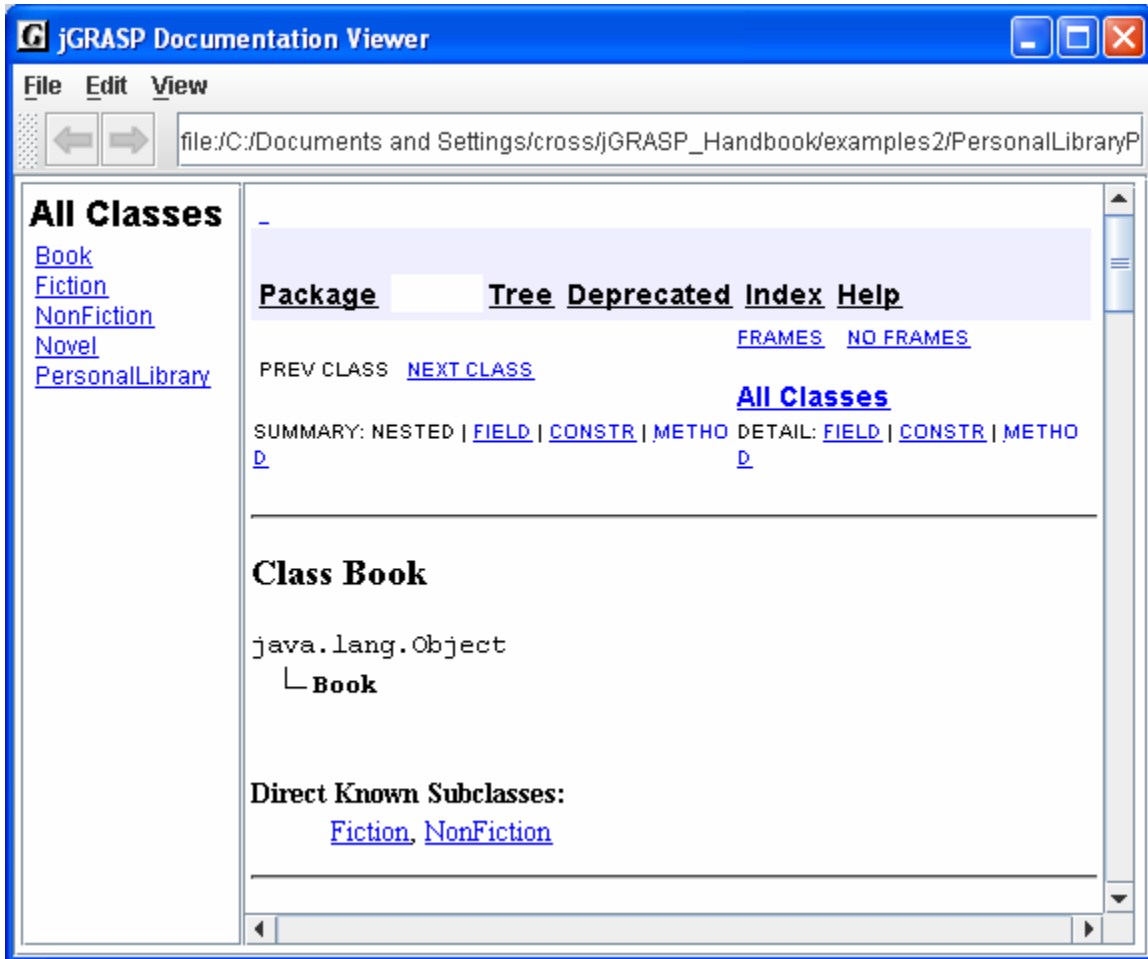 jGRASP Documentation Viewer
File Edit View
file:/C:/Documents and Settings/cross/jGRASP_Handbook/examples2/PersonalLibraryP
All Classes
Book
Fiction
NonFiction
Novel
PersonalLibrary
Package Tree Deprecated Index Help
FRAMES NO FRAMES
PREV CLASS NEXT CLASS
All Classes
SUMMARY: NESTED | FIELD | CONSTR | METHO
D
DETAIL: FIELD | CONSTR | METHO
D
Class Book
java.lang.Object
Book
Direct Known Subclasses:
Fiction, NonFiction